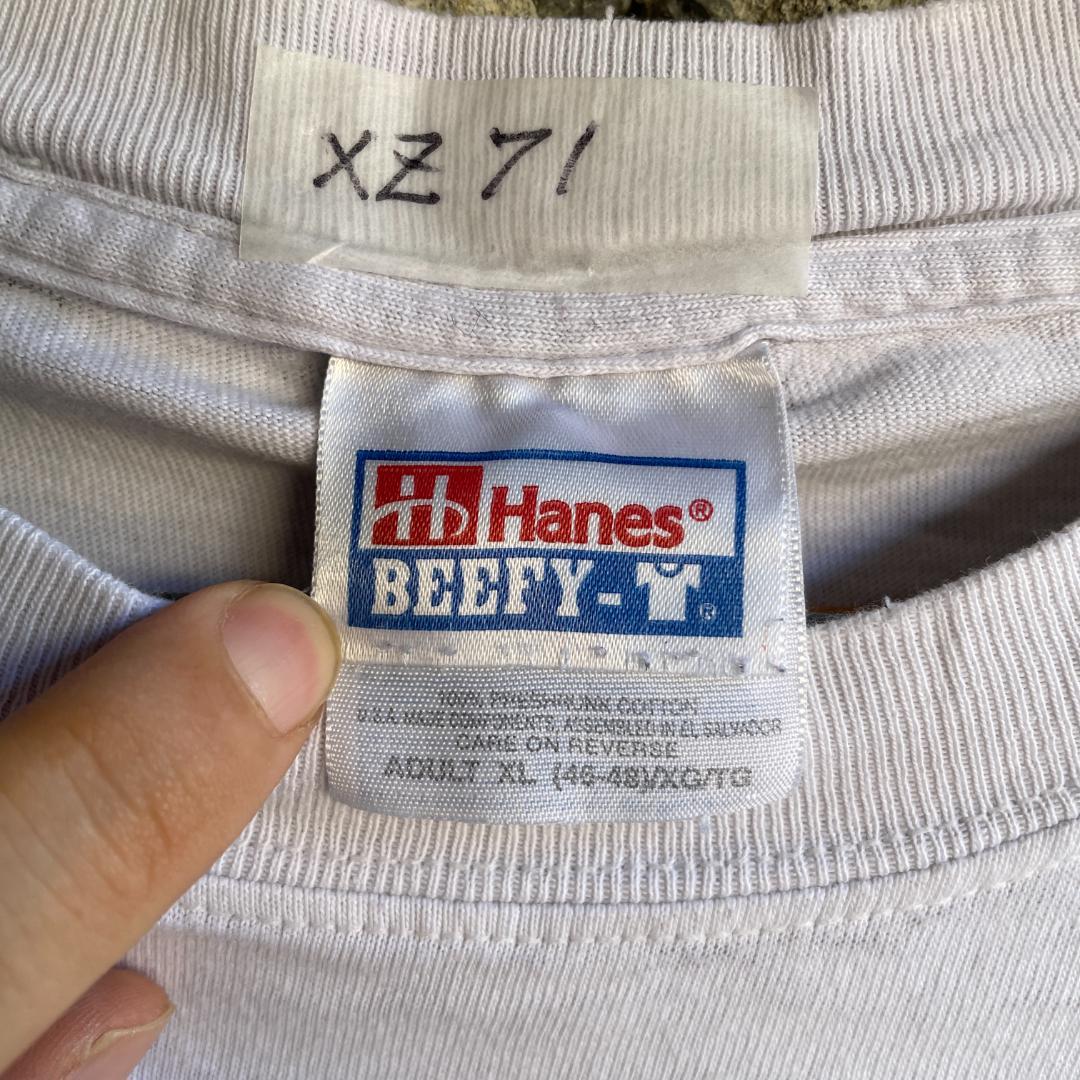 XZ 71
Hanes®
BEEFY-T®
100% PRESHRUNK COTTON
U.S.A. MADE COMPONENTS, ASSEMBLED IN EL SALVADOR
CARE ON REVERSE
ADULT XL (46-48)/XG/TG